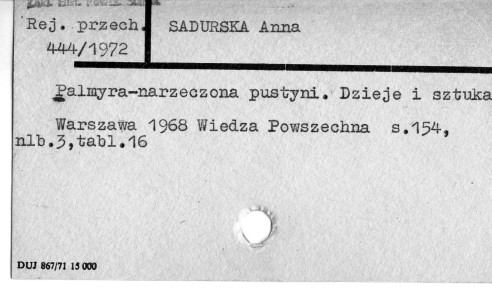 Rej. przech. SADURSKA Anna
444/1972
Palmyra-narzeczona pustyni. Dzieje i sztuka
Warszawa 1968 Wiedza Powszechna s.154,
nlb.3,tabl.16
DUJ 867/71 15 000